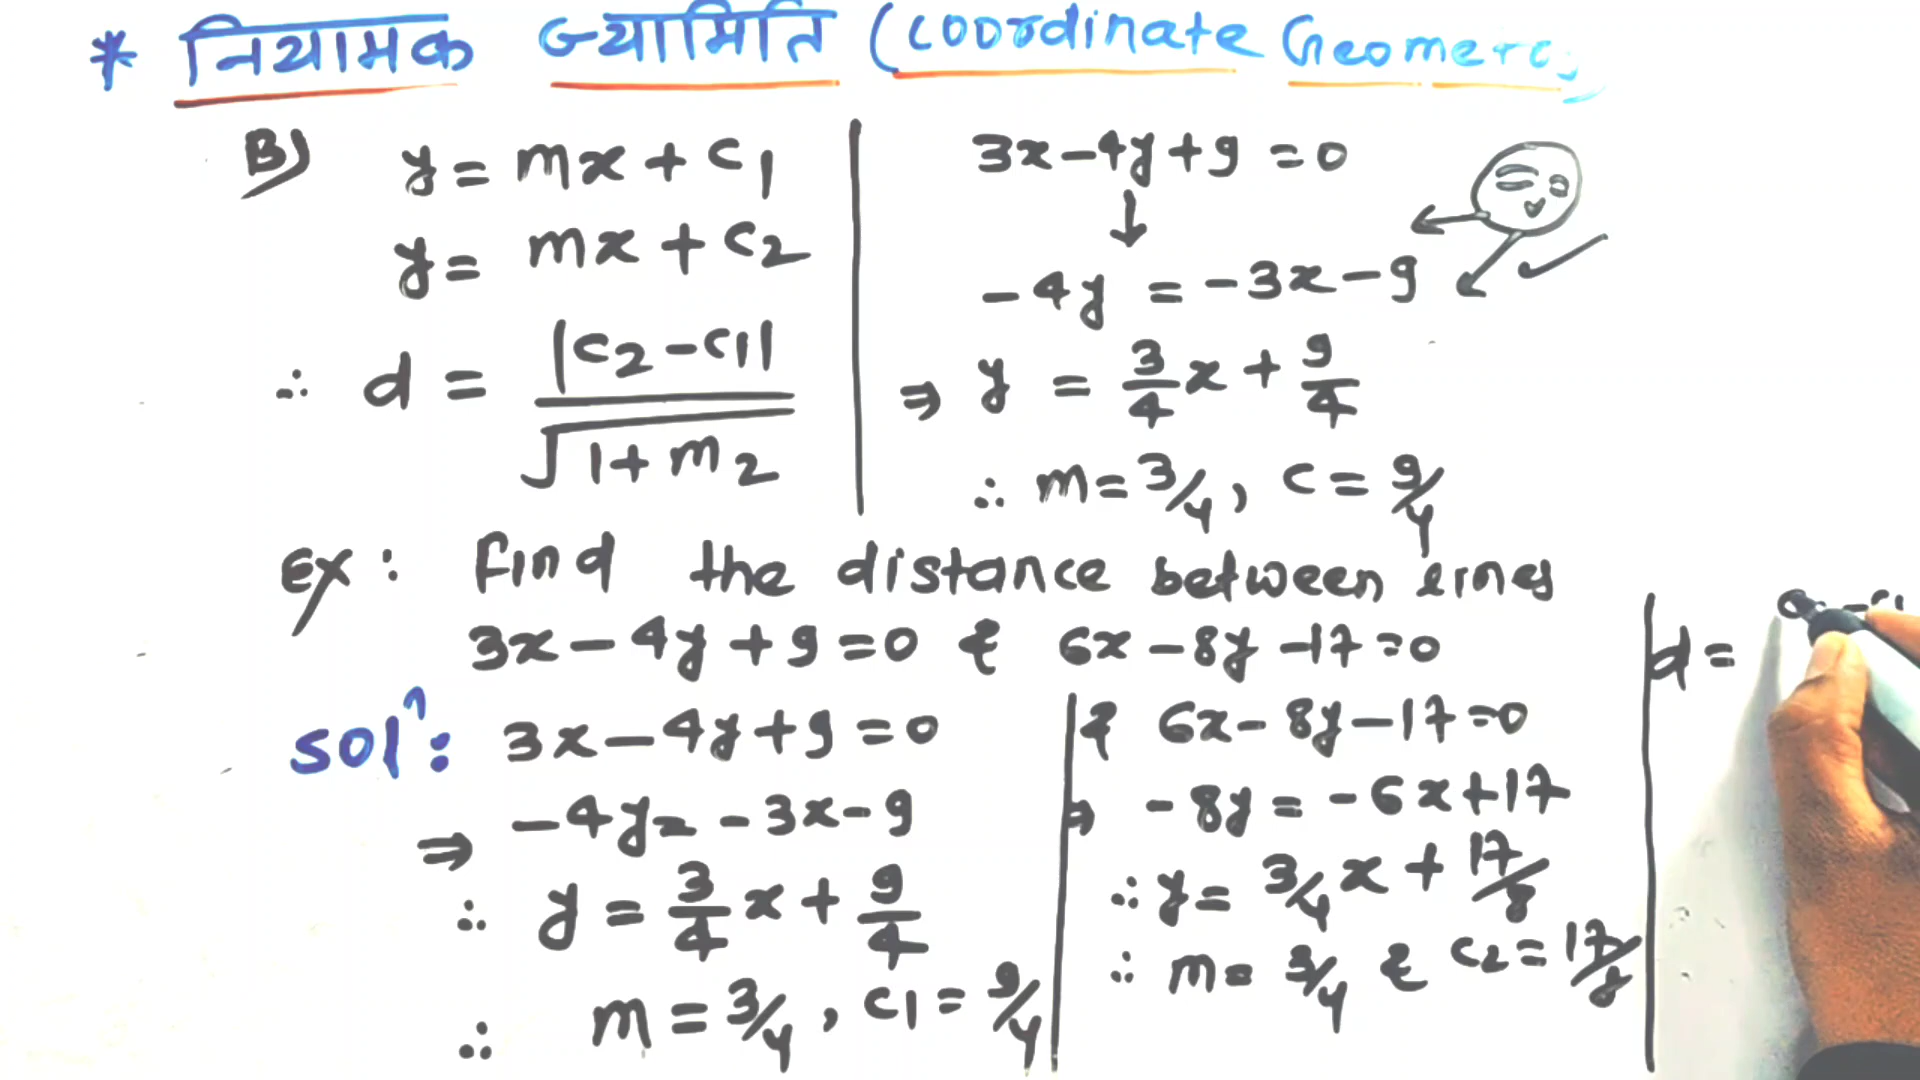 * नियामक ज्यामिति (Coordinate Geometry
B) y = mx + c1
y = mx + c2
∴ d = |c2 - c1| / √1 + m2
3x - 4y + 9 = 0
↓
-4y = -3x - 9
⇒ y = 3/4 x + 9/4
∴ m = 3/4, c = 9/4
Ex: Find the distance between lines
3x - 4y + 9 = 0 & 6x - 8y - 17 = 0
Solⁿ: 3x - 4y + 9 = 0
⇒ -4y = -3x - 9
∴ y = 3/4 x + 9/4
∴ m = 3/4, c1 = 9/4
& 6x - 8y - 17 = 0
⇒ -8y = -6x + 17
∴ y = 3/4 x + 17/8
∴ m = 3/4 & c2 = 17/8
d =